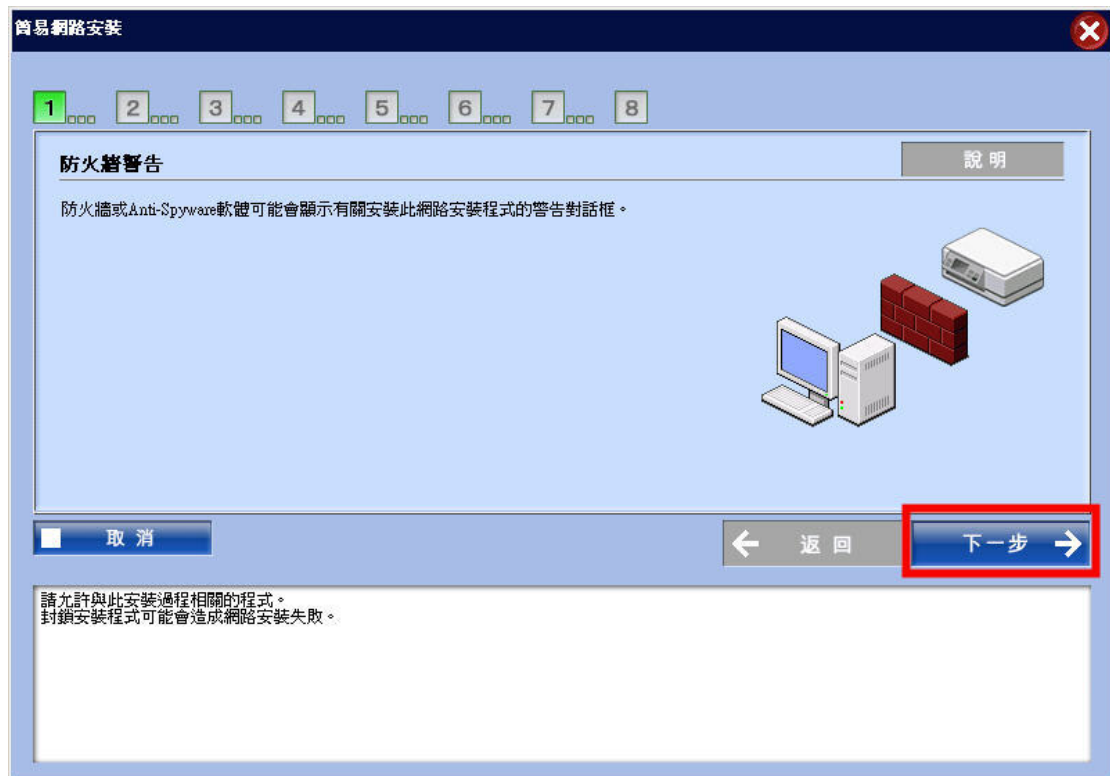 簡易網路安裝
1 2 3 4 5 6 7 8
防火牆警告
說明
防火牆或Anti-Spyware軟體可能會顯示有關安裝此網路安裝程式的警告對話框。
取消
返回
下一步
請允許與此安裝過程相關的程式。
封鎖安裝程式可能會造成網路安裝失敗。